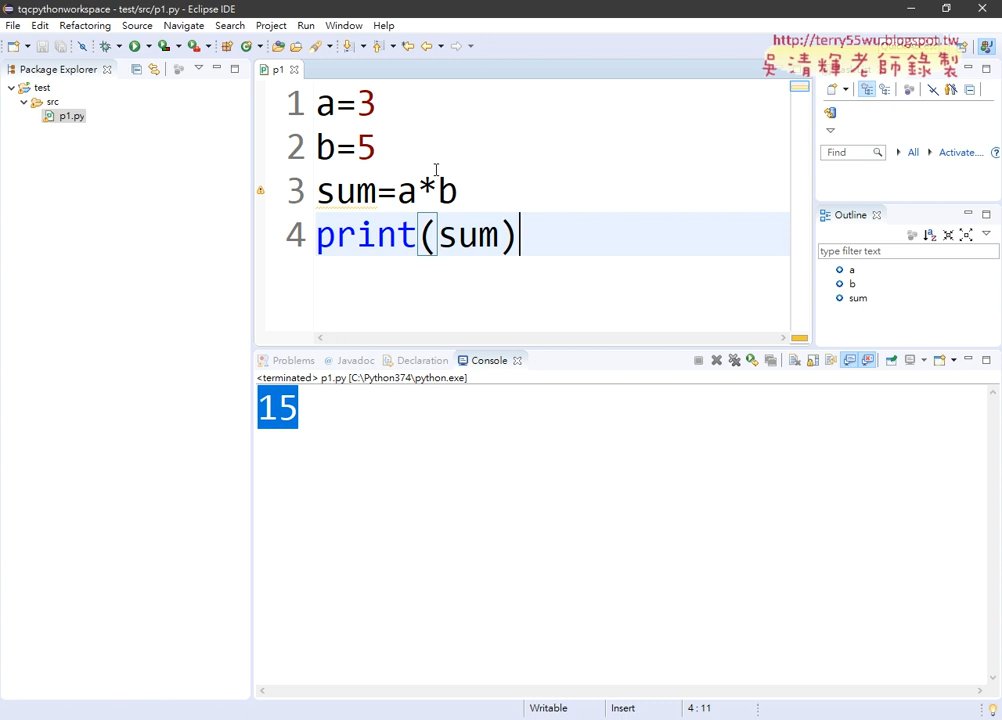 tqcpythonworkspace - test/src/p1.py - Eclipse IDE
File Edit Refactoring Source Navigate Search Project Run Window Help
http://terry55wu.blogspot.tw
吳清輝老師錄製
Package Explorer
test
src
p1.py
p1
1 a=3
2 b=5
3 sum=a*b
4 print(sum)
Find All Activate...
Outline
type filter text
a
b
sum
Problems Javadoc Declaration Console
<terminated> p1.py [C:\Python374\python.exe]
15
Writable Insert 4 : 11